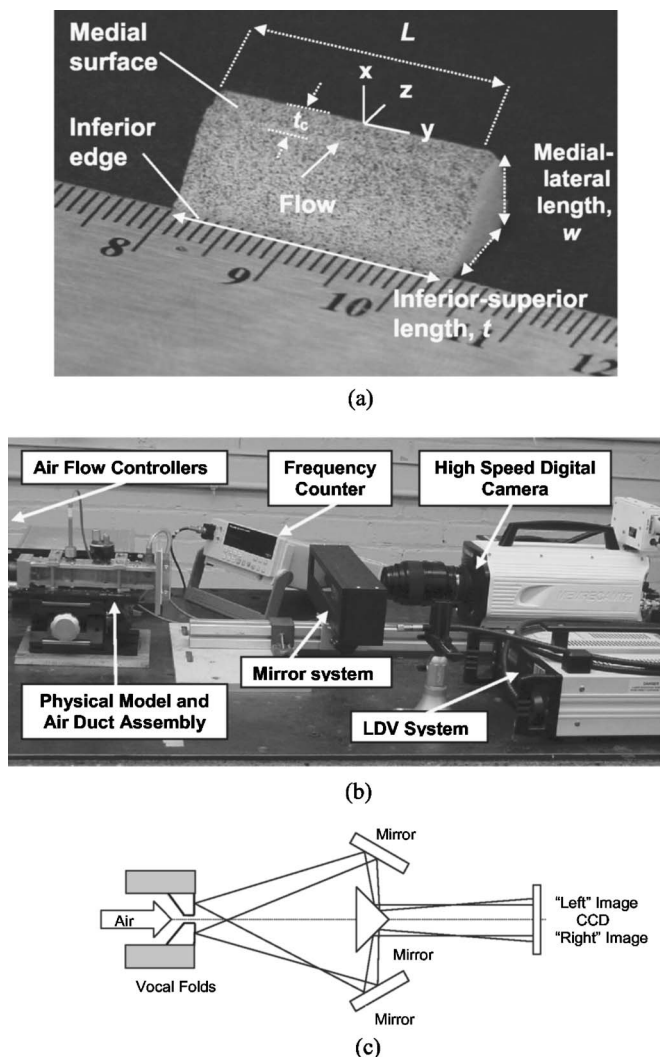 Medial
surface
L
x
z
y
t_c
Inferior
edge
Flow
Medial-
lateral
length,
w
8
9
10
11
12
Inferior-superior
length, t
(a)
Air Flow Controllers
Frequency
Counter
High Speed Digital
Camera
Mirror system
Physical Model and
Air Duct Assembly
LDV System
(b)
Mirror
Air
"Left" Image
CCD
"Right" Image
Mirror
Vocal Folds
Mirror
(c)